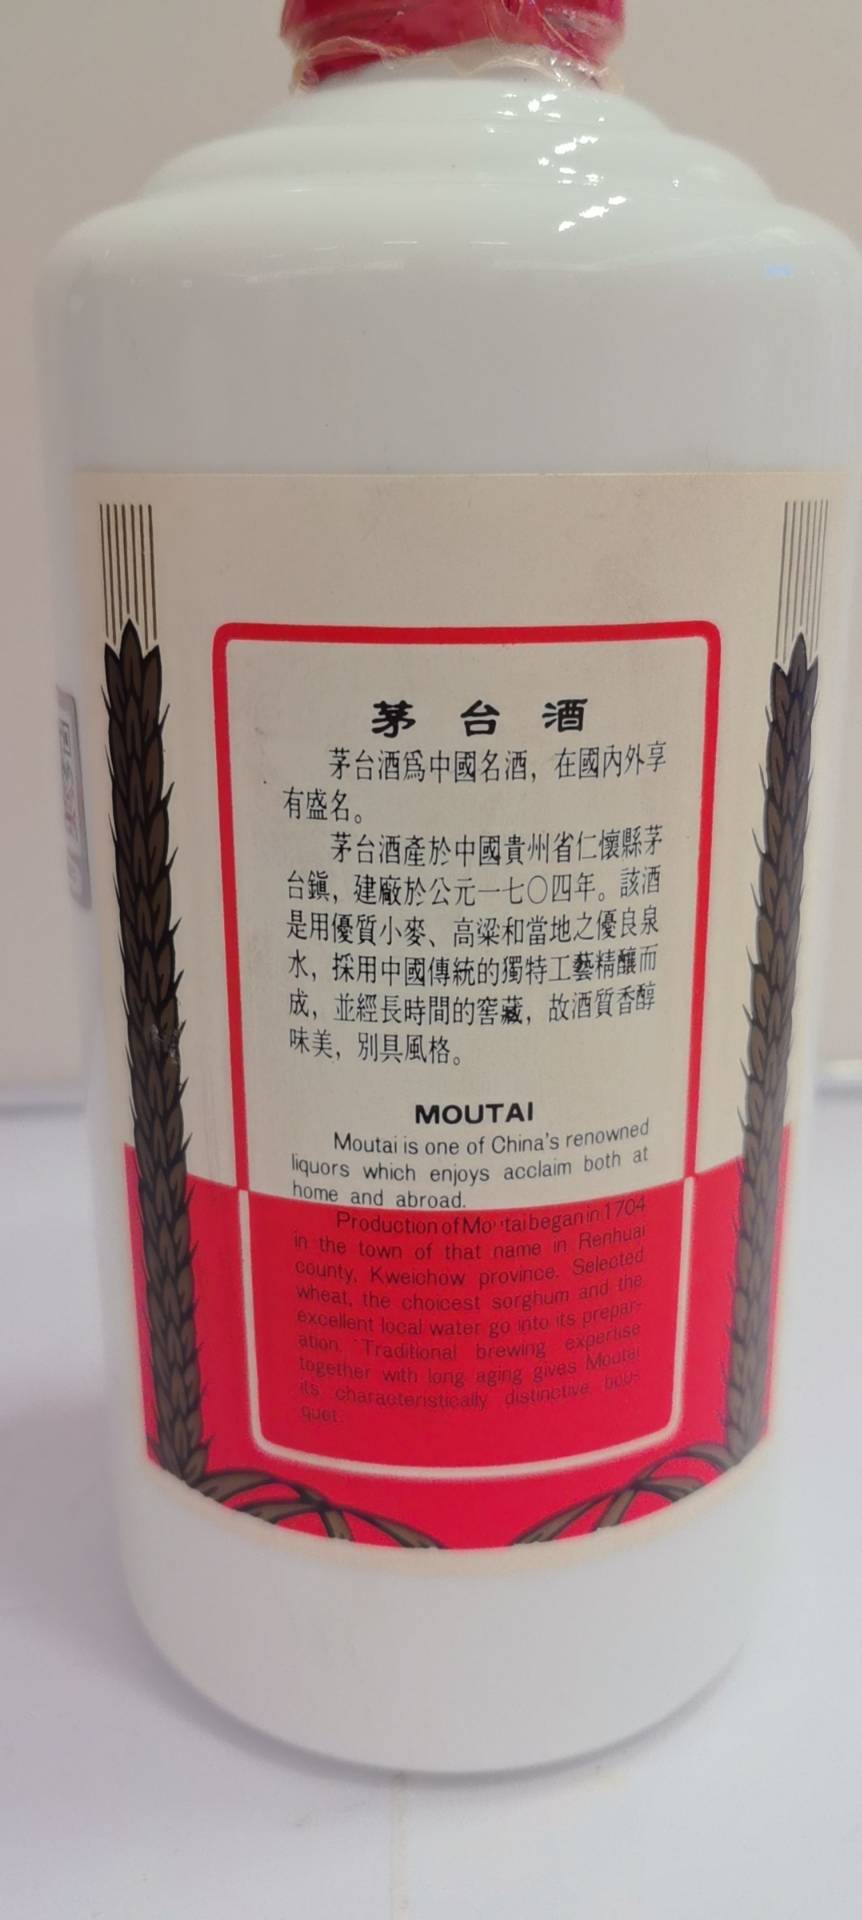 茅台酒
茅台酒爲中國名酒，在國內外享
有盛名。
茅台酒產於中國貴州省仁懷縣茅
台鎭，建廠於公元一七〇四年。該酒
是用優質小麥、高粱和當地之優良泉
水，採用中國傳統的獨特工藝精釀而
成，並經長時間的窖藏，故酒質香醇
味美，別具風格。
MOUTAI
Moutai is one of China's renowned
liquors which enjoys acclaim both at
home and abroad.
Production of Moutai began in 1704
in the town of that name in Renhuai
county, Kweichow province. Selected
wheat, the choicest sorghum and the
excellent local water go into its prepar-
ation. Traditional brewing expertise
together with long aging gives Moutai
its characteristically distinctive bou-
quet.